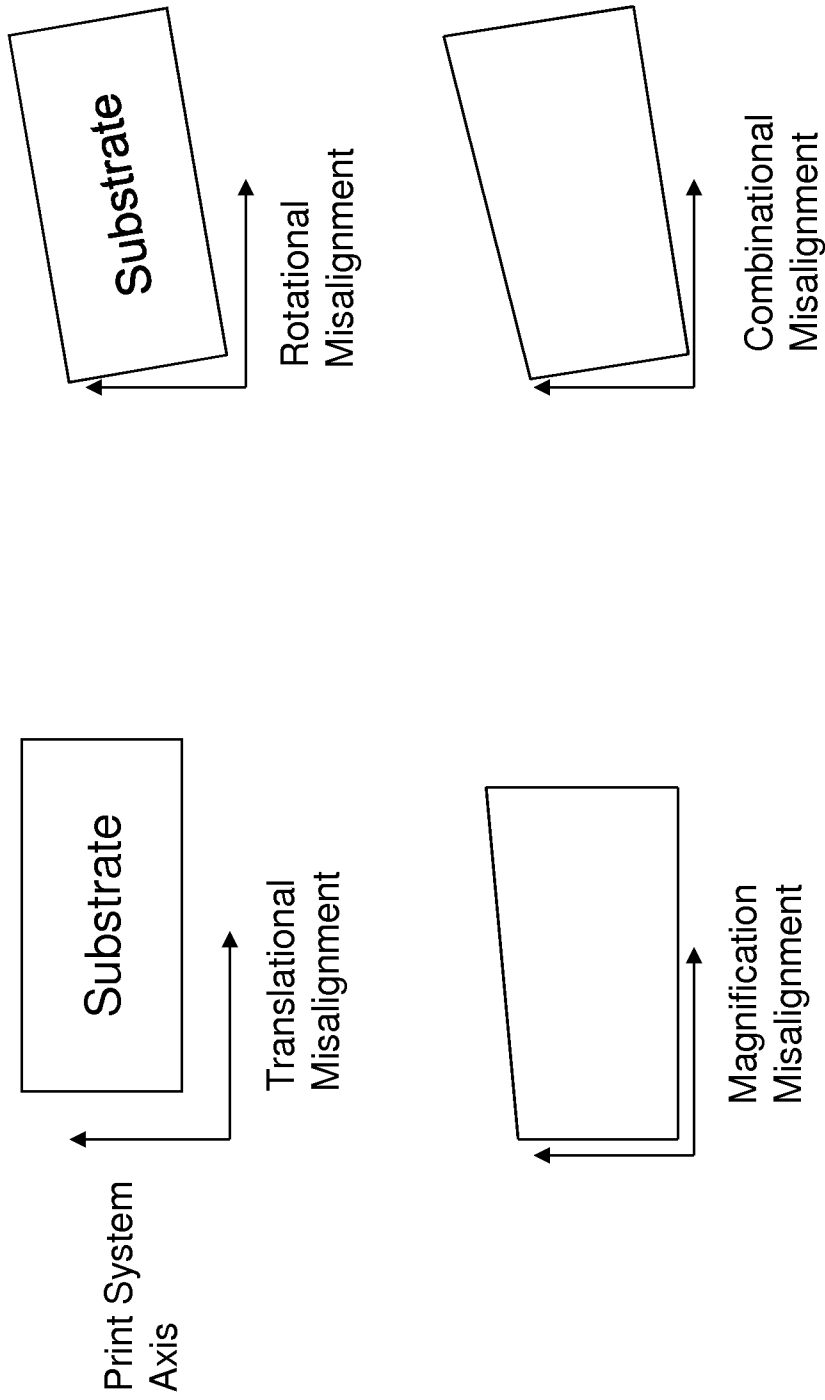 Print System
Axis
Substrate
Translational
Misalignment
Substrate
Rotational
Misalignment
Magnification
Misalignment
Combinational
Misalignment